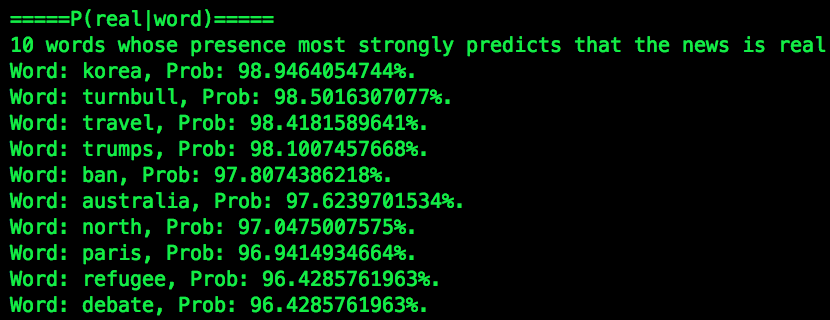 =====P(real|word)=====
10 words whose presence most strongly predicts that the news is real
Word: korea, Prob: 98.9464054744%.
Word: turnbull, Prob: 98.5016307077%.
Word: travel, Prob: 98.4181589641%.
Word: trumps, Prob: 98.1007457668%.
Word: ban, Prob: 97.8074386218%.
Word: australia, Prob: 97.6239701534%.
Word: north, Prob: 97.0475007575%.
Word: paris, Prob: 96.9414934664%.
Word: refugee, Prob: 96.4285761963%.
Word: debate, Prob: 96.4285761963%.